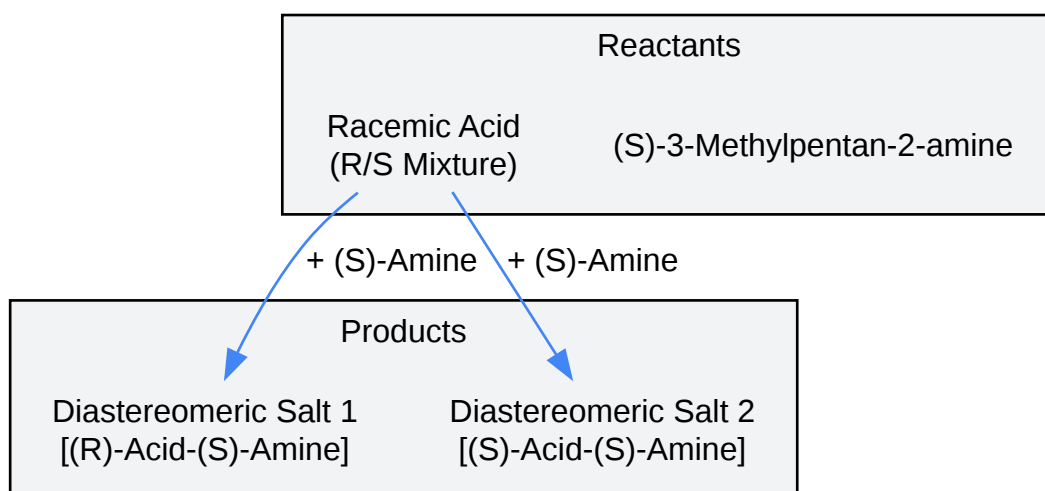 Reactants
Racemic Acid
(R/S Mixture)
(S)-3-Methylpentan-2-amine
+ (S)-Amine
+ (S)-Amine
Products
Diastereomeric Salt 1
[(R)-Acid-(S)-Amine]
Diastereomeric Salt 2
[(S)-Acid-(S)-Amine]